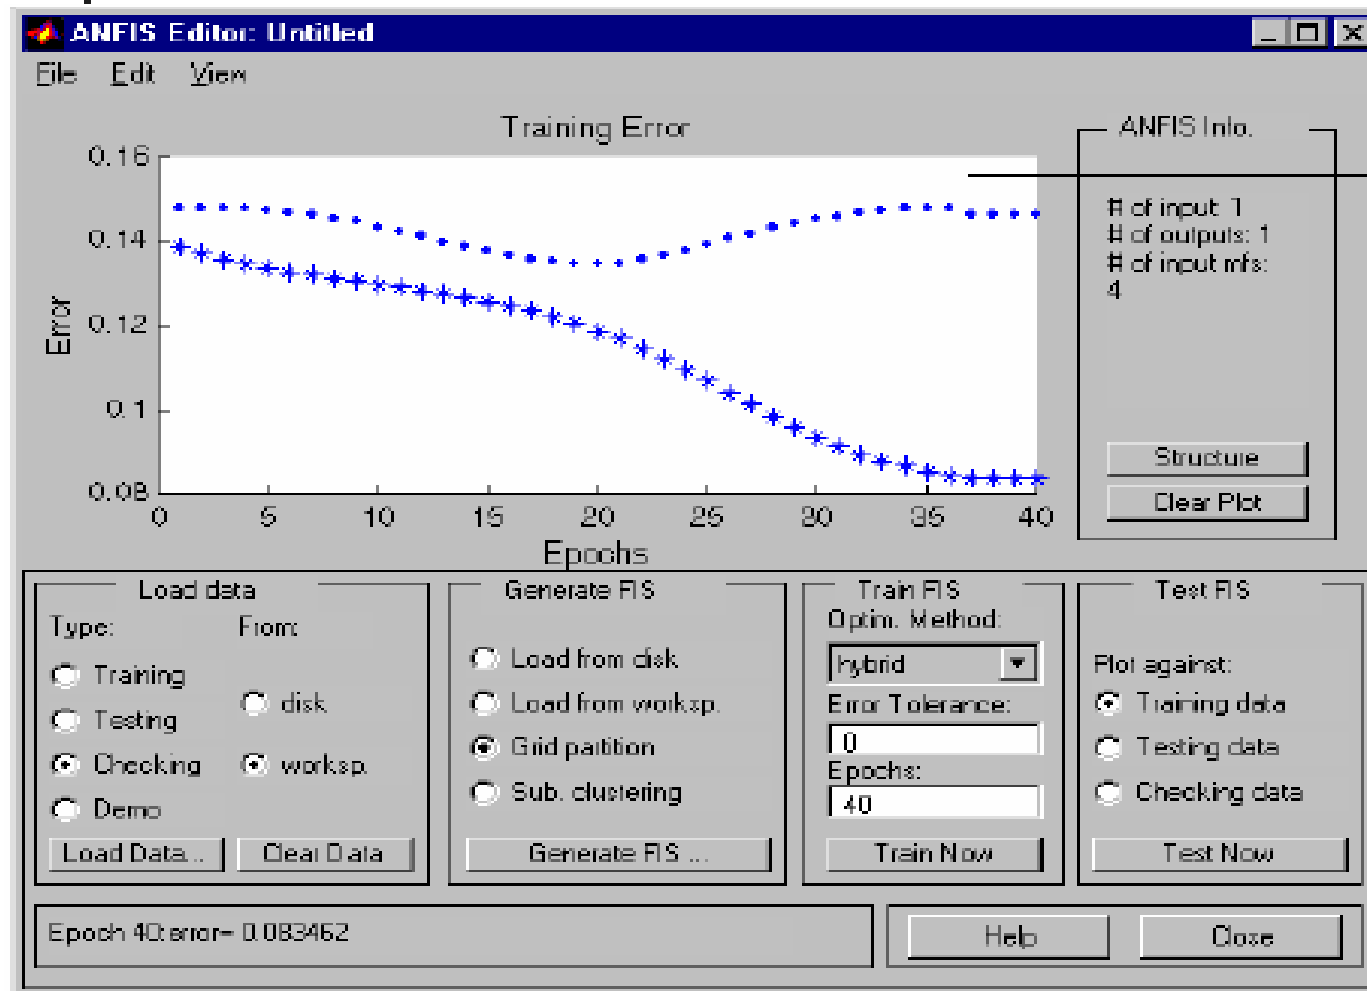 ANFIS Editor: Untitled
File Edit View
Training Error
0.16
0.14
0.12
0.1
0.08
Error
0 5 10 15 20 25 30 35 40
Epochs
ANFIS Info.
# of input: 1
# of outputs: 1
# of input mfs:
4
Structure
Clear Plot
Load data
Type: From:
Training
Testing
Checking
Demo
disk
worksp.
Load Data... Clear Data
Generate FIS
Load from disk
Load from worksp.
Grid partition
Sub. clustering
Generate FIS ...
Train FIS
Optim. Method:
hybrid
Error Tolerance:
0
Epochs:
40
Train Now
Test FIS
Plot against:
Training data
Testing data
Checking data
Test Now
Epoch 40:error= 0.083462
Help Close